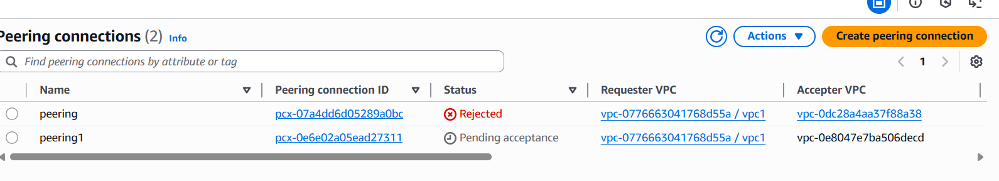 Peering connections (2) Info
Actions
Create peering connection
Find peering connections by attribute or tag
1
Name Peering connection ID Status Requester VPC Accepter VPC
peering pcx-07a4dd6d05289a0bc Rejected vpc-0776663041768d55a / vpc1 vpc-0dc28a4aa37f88a38
peering1 pcx-0e6e02a05ead27311 Pending acceptance vpc-0776663041768d55a / vpc1 vpc-0e8047e7ba506decd